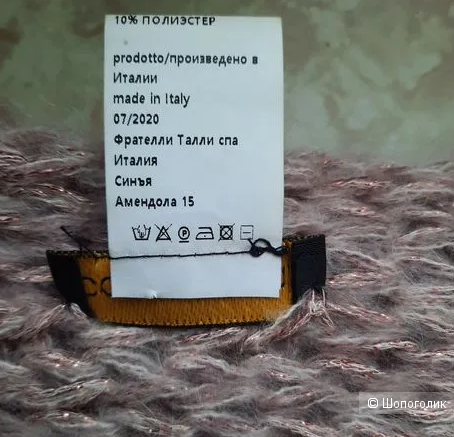 10% ПОЛИЭСТЕР
prodotto/произведено в
Италии
made in Italy
07/2020
Фрателли Талли спа
Италия
Синъя
Амендола 15
© Шопоголик